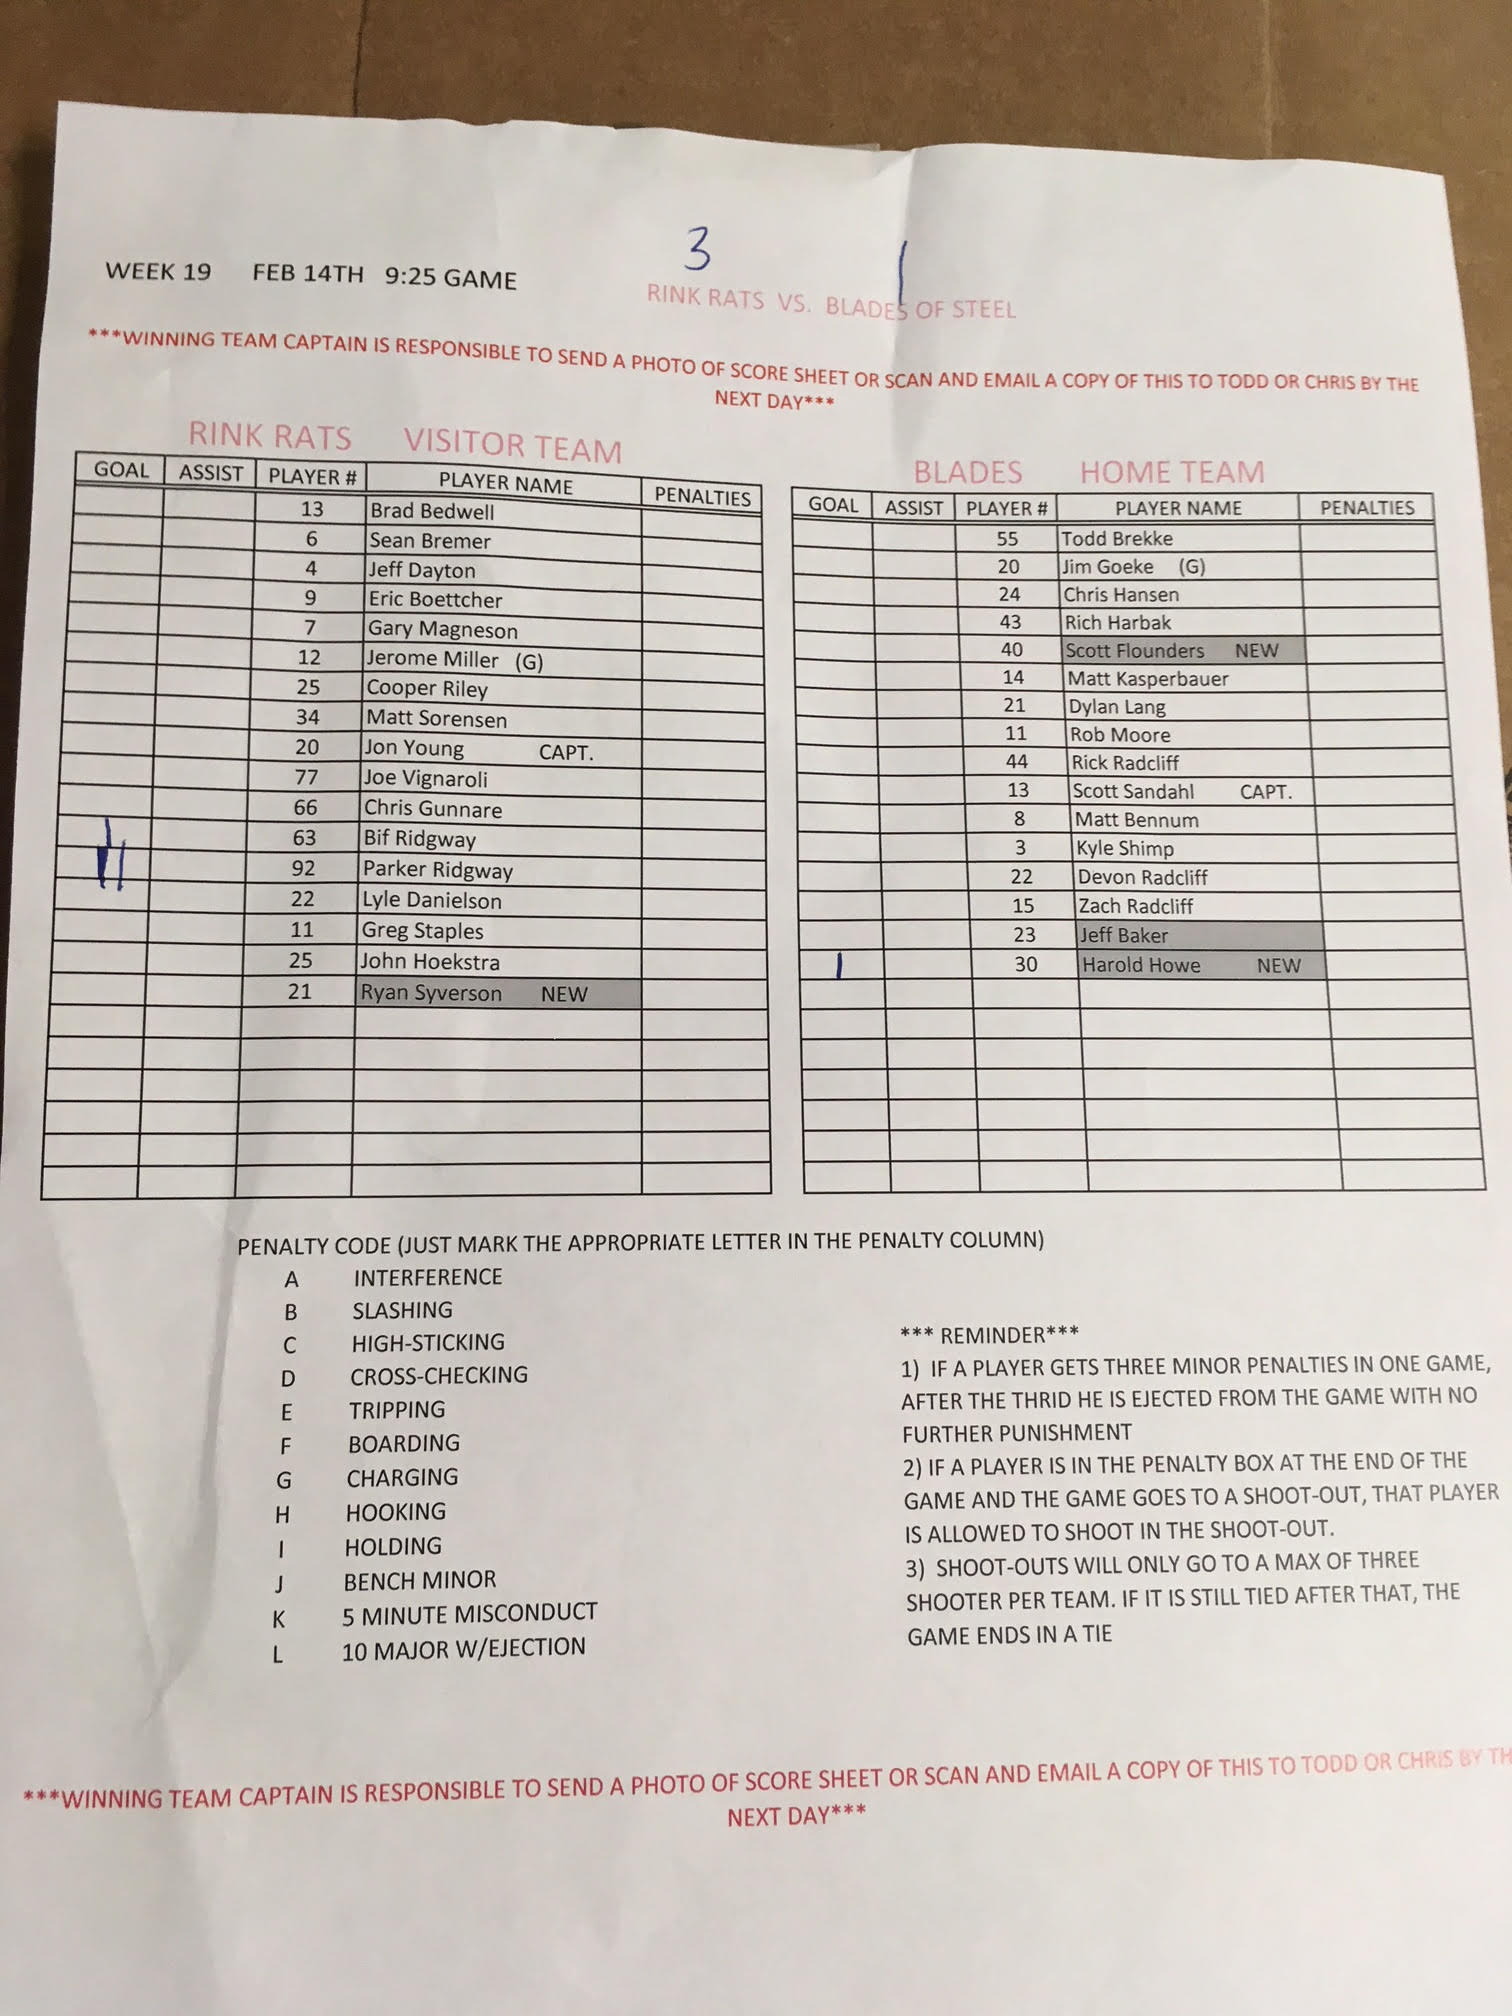 3 1
WEEK 19 FEB 14TH 9:25 GAME
RINK RATS VS. BLADES OF STEEL
***WINNING TEAM CAPTAIN IS RESPONSIBLE TO SEND A PHOTO OF SCORE SHEET OR SCAN AND EMAIL A COPY OF THIS TO TODD OR CHRIS BY THE
NEXT DAY***
RINK RATS VISITOR TEAM
GOAL ASSIST PLAYER # PLAYER NAME PENALTIES
13 Brad Bedwell
6 Sean Bremer
4 Jeff Dayton
9 Eric Boettcher
7 Gary Magneson
12 Jerome Miller (G)
25 Cooper Riley
34 Matt Sorensen
20 Jon Young CAPT.
77 Joe Vignaroli
66 Chris Gunnare
63 Bif Ridgway
92 Parker Ridgway
22 Lyle Danielson
11 Greg Staples
25 John Hoekstra
21 Ryan Syverson NEW
BLADES HOME TEAM
GOAL ASSIST PLAYER # PLAYER NAME PENALTIES
55 Todd Brekke
20 Jim Goeke (G)
24 Chris Hansen
43 Rich Harbak
40 Scott Flounders NEW
14 Matt Kasperbauer
21 Dylan Lang
11 Rob Moore
44 Rick Radcliff
13 Scott Sandahl CAPT.
8 Matt Bennum
3 Kyle Shimp
22 Devon Radcliff
15 Zach Radcliff
23 Jeff Baker
1 30 Harold Howe NEW
PENALTY CODE (JUST MARK THE APPROPRIATE LETTER IN THE PENALTY COLUMN)
A INTERFERENCE
B SLASHING
C HIGH-STICKING
D CROSS-CHECKING
E TRIPPING
F BOARDING
G CHARGING
H HOOKING
I HOLDING
J BENCH MINOR
K 5 MINUTE MISCONDUCT
L 10 MAJOR W/EJECTION
*** REMINDER***
1) IF A PLAYER GETS THREE MINOR PENALTIES IN ONE GAME,
AFTER THE THRID HE IS EJECTED FROM THE GAME WITH NO
FURTHER PUNISHMENT
2) IF A PLAYER IS IN THE PENALTY BOX AT THE END OF THE
GAME AND THE GAME GOES TO A SHOOT-OUT, THAT PLAYER
IS ALLOWED TO SHOOT IN THE SHOOT-OUT.
3) SHOOT-OUTS WILL ONLY GO TO A MAX OF THREE
SHOOTER PER TEAM. IF IT IS STILL TIED AFTER THAT, THE
GAME ENDS IN A TIE
***WINNING TEAM CAPTAIN IS RESPONSIBLE TO SEND A PHOTO OF SCORE SHEET OR SCAN AND EMAIL A COPY OF THIS TO TODD OR CHRIS BY TH
NEXT DAY***